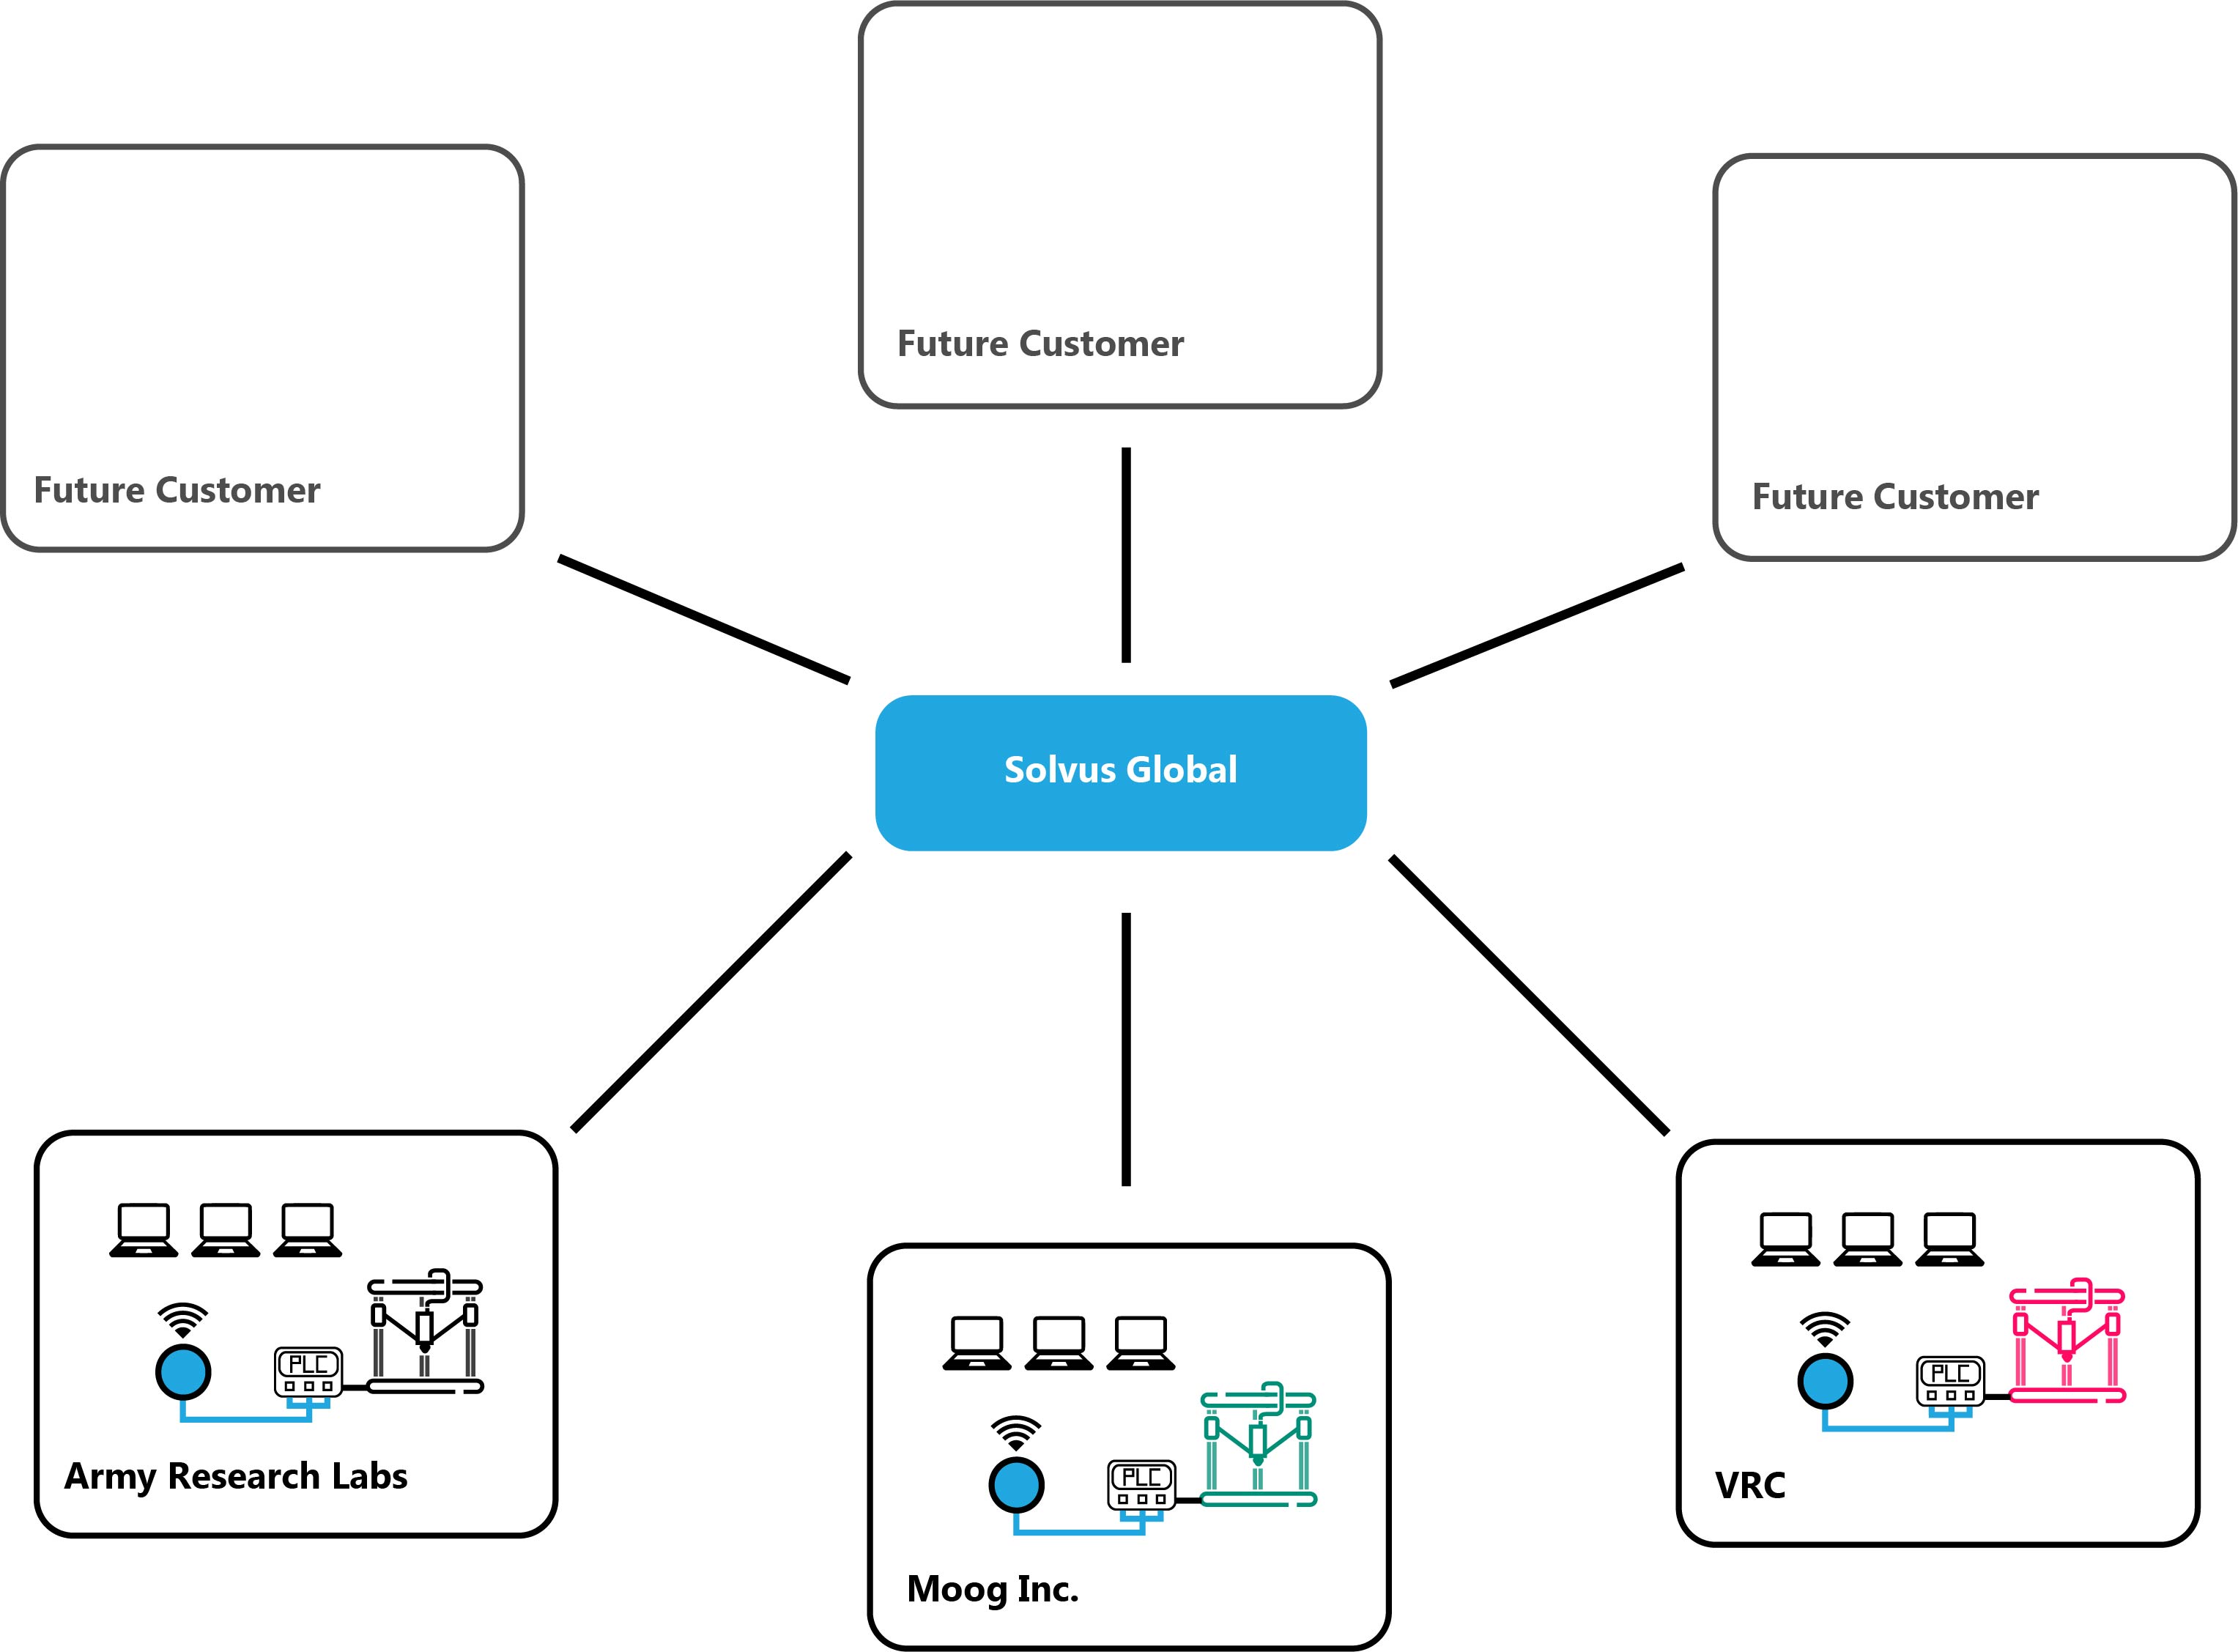 Future Customer
Future Customer
Future Customer
Solvus Global
PLC
Army Research Labs
PLC
Moog Inc.
PLC
VRC